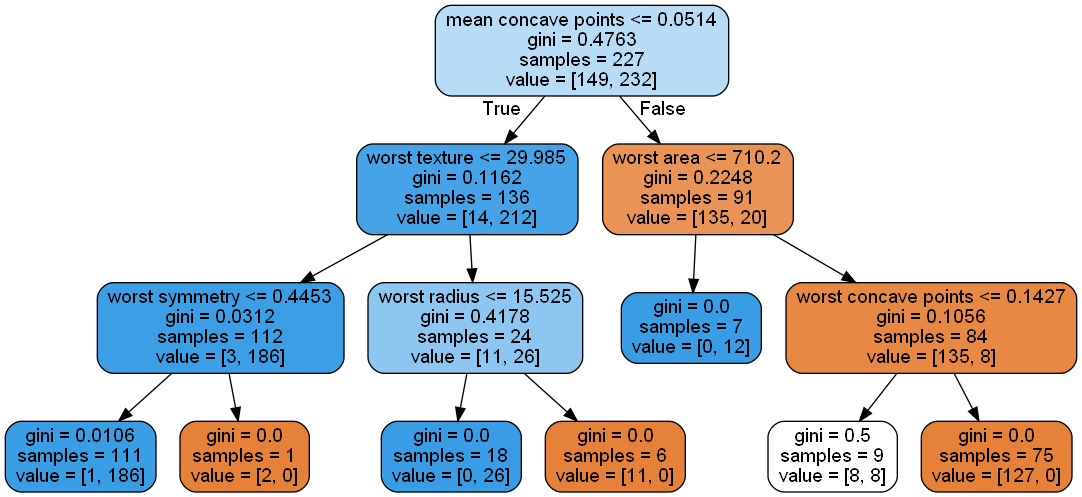 mean concave points <= 0.0514
gini = 0.4763
samples = 227
value = [149, 232]
True
False
worst texture <= 29.985
gini = 0.1162
samples = 136
value = [14, 212]
worst area <= 710.2
gini = 0.2248
samples = 91
value = [135, 20]
worst symmetry <= 0.4453
gini = 0.0312
samples = 112
value = [3, 186]
worst radius <= 15.525
gini = 0.4178
samples = 24
value = [11, 26]
gini = 0.0
samples = 7
value = [0, 12]
worst concave points <= 0.1427
gini = 0.1056
samples = 84
value = [135, 8]
gini = 0.0106
samples = 111
value = [1, 186]
gini = 0.0
samples = 1
value = [2, 0]
gini = 0.0
samples = 18
value = [0, 26]
gini = 0.0
samples = 6
value = [11, 0]
gini = 0.5
samples = 9
value = [8, 8]
gini = 0.0
samples = 75
value = [127, 0]